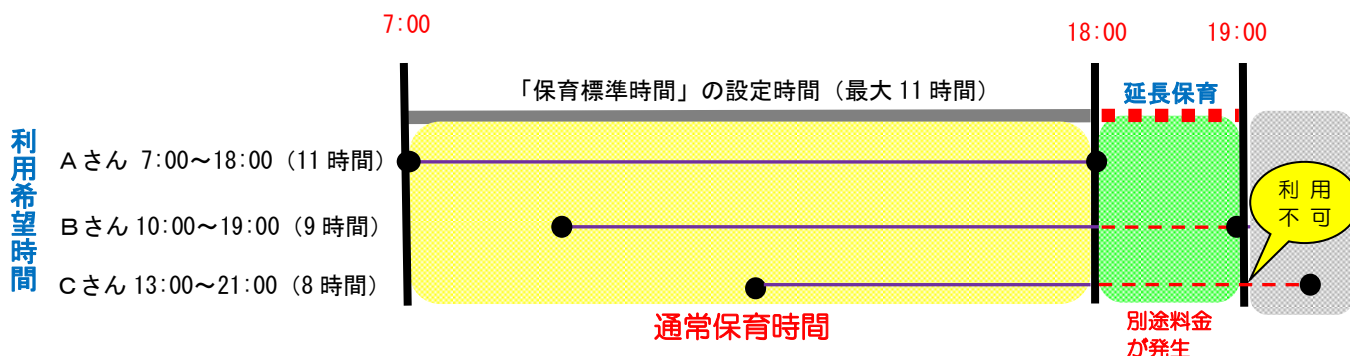 7:00
18:00
19:00
「保育標準時間」の設定時間（最大 11 時間）
延長保育
利用希望時間
Ａさん 7:00～18:00（11 時間）
利 用
不 可
Ｂさん 10:00～19:00（9 時間）
Ｃさん 13:00～21:00（8 時間）
通常保育時間
別途料金
が発生